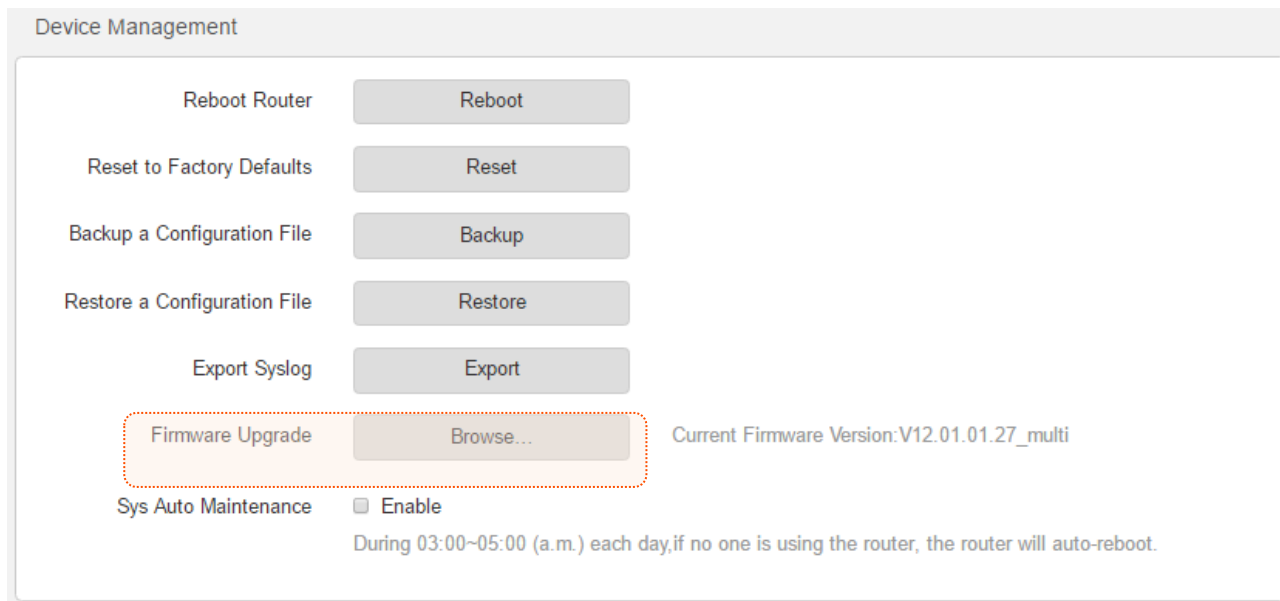 Device Management
Reboot Router Reboot
Reset to Factory Defaults Reset
Backup a Configuration File Backup
Restore a Configuration File Restore
Export Syslog Export
Firmware Upgrade Browse... Current Firmware Version:V12.01.01.27_multi
Sys Auto Maintenance Enable
During 03:00~05:00 (a.m.) each day,if no one is using the router, the router will auto-reboot.